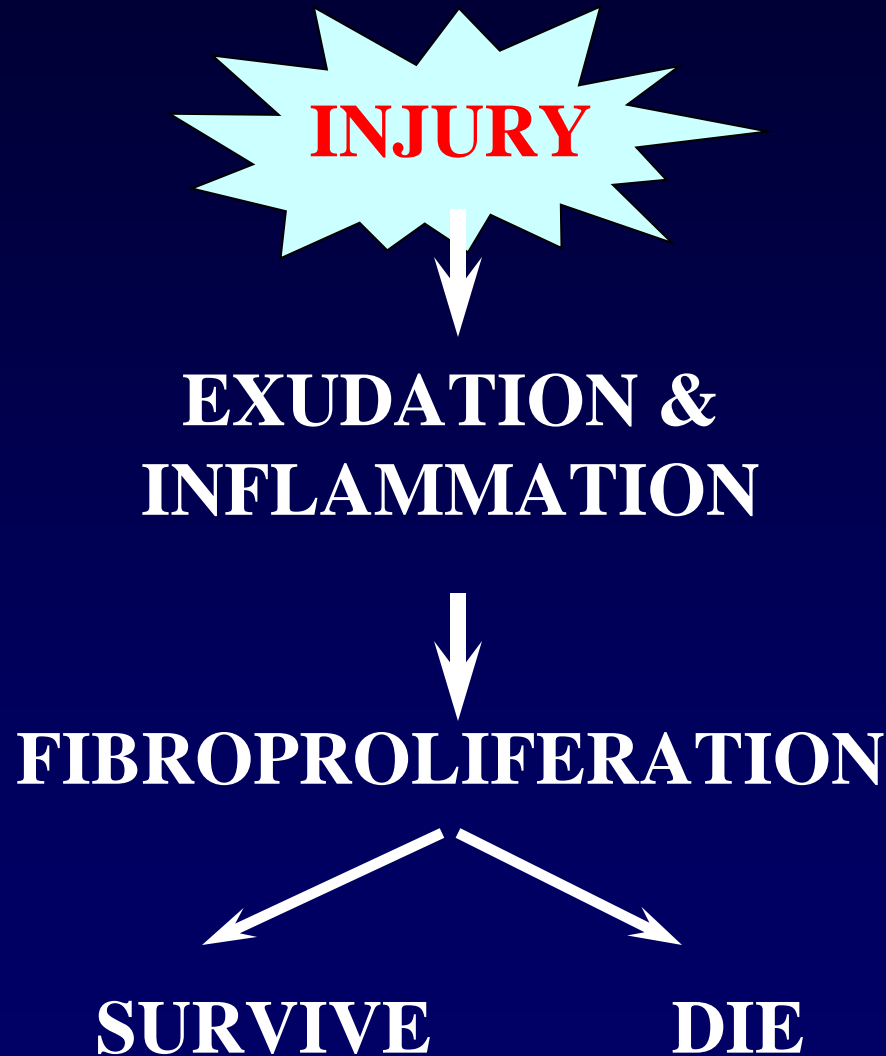 INJURY
EXUDATION &
INFLAMMATION
FIBROPROLIFERATION
SURVIVE DIE